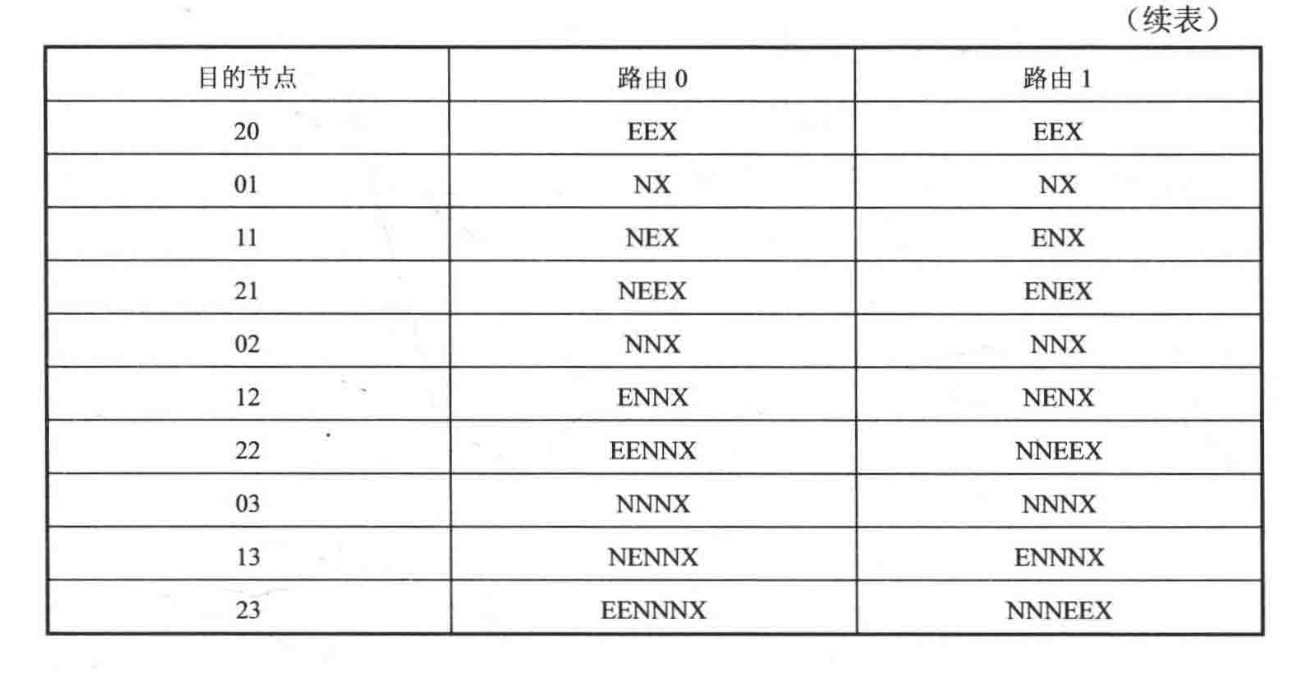 （续表）
目的节点 路由 0 路由 1
20 EEX EEX
01 NX NX
11 NEX ENX
21 NEEX ENEX
02 NNX NNX
12 ENNX NENX
22 EENNX NNEEX
03 NNNX NNNX
13 NENNX ENNNX
23 EENNNX NNNEEX